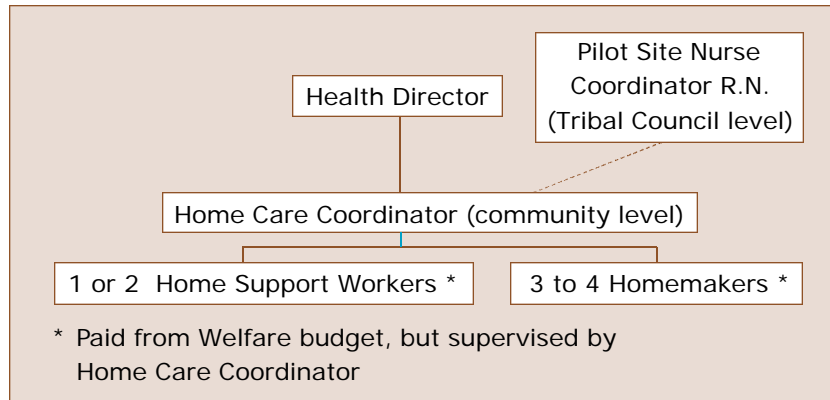 Pilot Site Nurse
Coordinator R.N.
(Tribal Council level)
Health Director
Home Care Coordinator (community level)
1 or 2 Home Support Workers *
3 to 4 Homemakers *
* Paid from Welfare budget, but supervised by
Home Care Coordinator